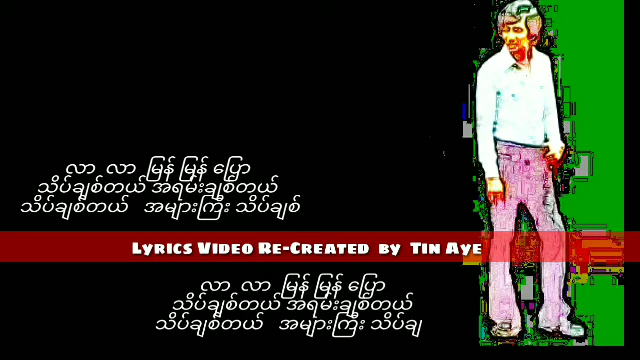 လာ လာ မြန် မြန် ပြော
သိပ်ချစ်တယ် အရမ်းချစ်တယ်
သိပ်ချစ်တယ် အများကြီး သိပ်ချစ်
Lyrics Video Re-Created by Tin Aye
လာ လာ မြန် မြန် ပြော
သိပ်ချစ်တယ် အရမ်းချစ်တယ်
သိပ်ချစ်တယ် အများကြီး သိပ်ချ